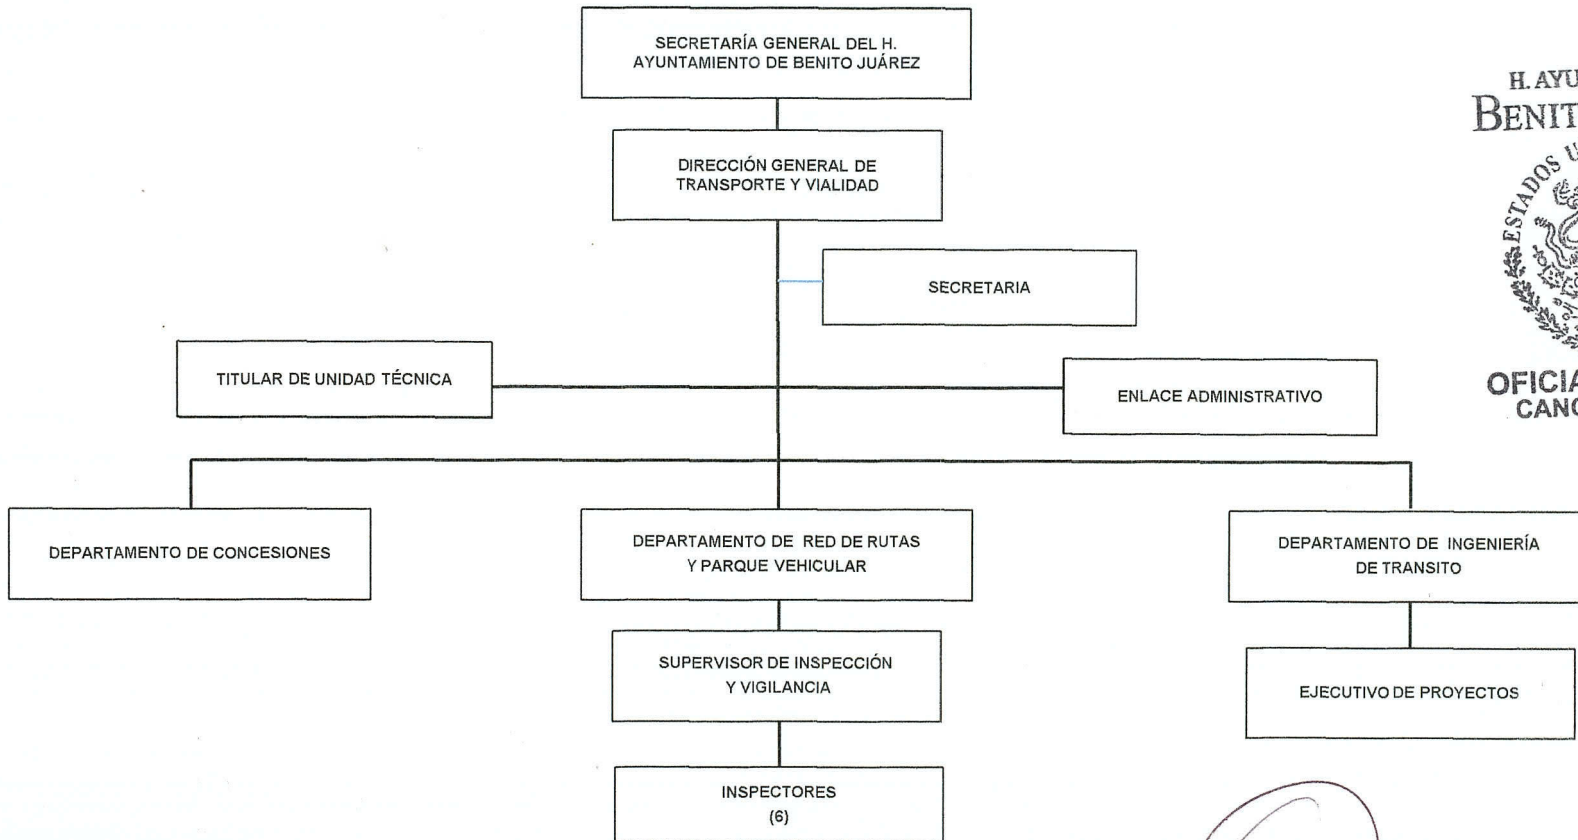 SECRETARÍA GENERAL DEL H.
AYUNTAMIENTO DE BENITO JUÁREZ
DIRECCIÓN GENERAL DE
TRANSPORTE Y VIALIDAD
SECRETARIA
TITULAR DE UNIDAD TÉCNICA
ENLACE ADMINISTRATIVO
DEPARTAMENTO DE CONCESIONES
DEPARTAMENTO DE RED DE RUTAS
Y PARQUE VEHICULAR
DEPARTAMENTO DE INGENIERÍA
DE TRANSITO
SUPERVISOR DE INSPECCIÓN
Y VIGILANCIA
EJECUTIVO DE PROYECTOS
INSPECTORES
(6)
H. AYU
BENIT
ESTADOS U
OFICIA
CANC